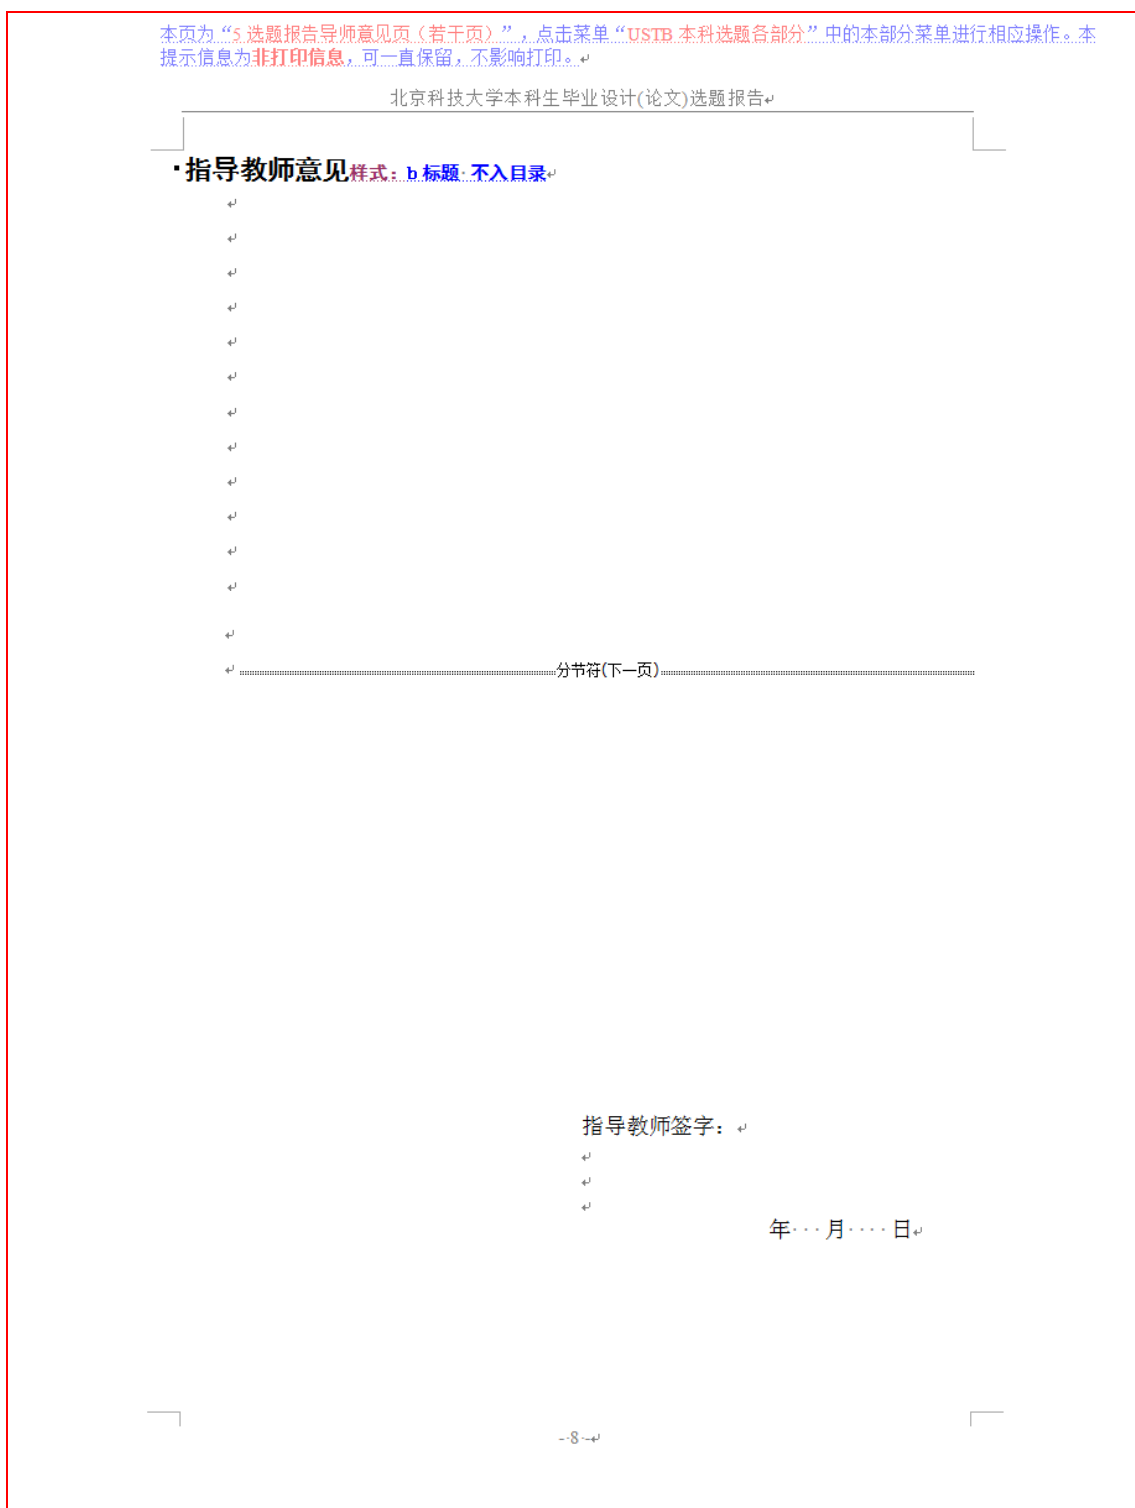 本页为“5 选题报告导师意见页（若干页）”，点击菜单“USTB 本科选题各部分”中的本部分菜单进行相应操作。本
提示信息为非打印信息，可一直保留，不影响打印。
北京科技大学本科生毕业设计(论文)选题报告
指导教师意见样式：b 标题 不入目录
分节符(下一页)
指导教师签字：
年 月 日
- 8 -